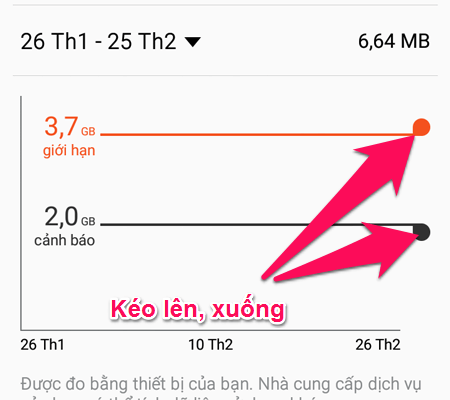 26 Th1 - 25 Th2 6,64 MB
3,7 GB
giới hạn
2,0 GB
cảnh báo
Kéo lên, xuống
26 Th1 10 Th2 26 Th2
Được đo bằng thiết bị của bạn. Nhà cung cấp dịch vụ